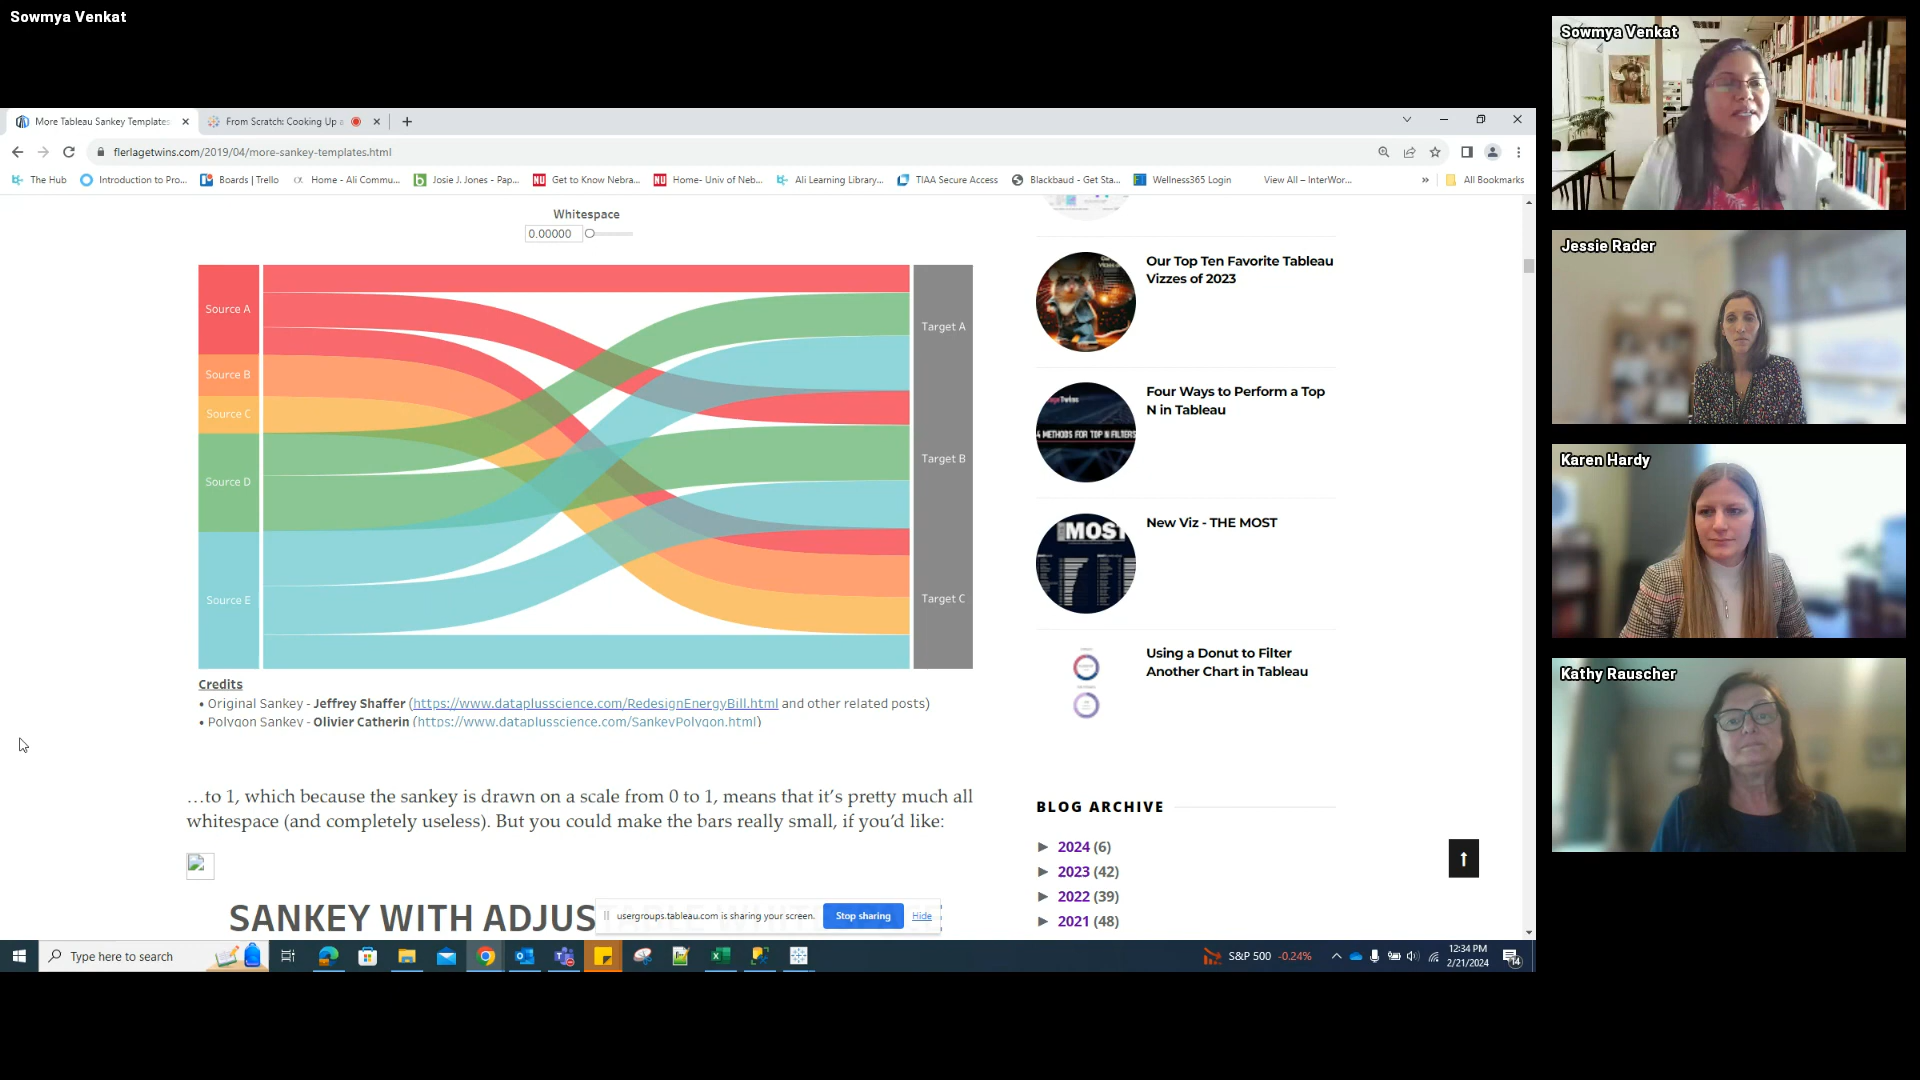 Sowmya Venkat
More Tableau Sankey Templates
From Scratch: Cooking Up a
flerlagetwins.com/2019/04/more-sankey-templates.html
The Hub
Introduction to Pro...
Boards | Trello
Home - Ali Commu...
Josie J. Jones - Pap...
Get to Know Nebra...
Home- Univ of Neb...
Ali Learning Library...
TIAA Secure Access
Blackbaud - Get Sta...
Wellness365 Login
View All – InterWor...
»
All Bookmarks
Whitespace
0.00000
Source A
Source B
Source C
Source D
Source E
Target A
Target B
Target C
Credits
• Original Sankey - Jeffrey Shaffer (https://www.dataplusscience.com/RedesignEnergyBill.html and other related posts)
• Polygon Sankey - Olivier Catherin (https://www.dataplusscience.com/SankeyPolygon.html)
…to 1, which because the sankey is drawn on a scale from 0 to 1, means that it's pretty much all
whitespace (and completely useless). But you could make the bars really small, if you'd like:
SANKEY WITH ADJUS
Our Top Ten Favorite Tableau
Vizzes of 2023
4 METHODS FOR TOP N FILTERS
Four Ways to Perform a Top
N in Tableau
MOST
New Viz - THE MOST
Using a Donut to Filter
Another Chart in Tableau
BLOG ARCHIVE
► 2024 (6)
► 2023 (42)
► 2022 (39)
► 2021 (48)
usergroups.tableau.com is sharing your screen.
Stop sharing
Hide
Type here to search
S&P 500 -0.24%
12:34 PM
2/21/2024
14
Sowmya Venkat
Jessie Rader
Karen Hardy
Kathy Rauscher